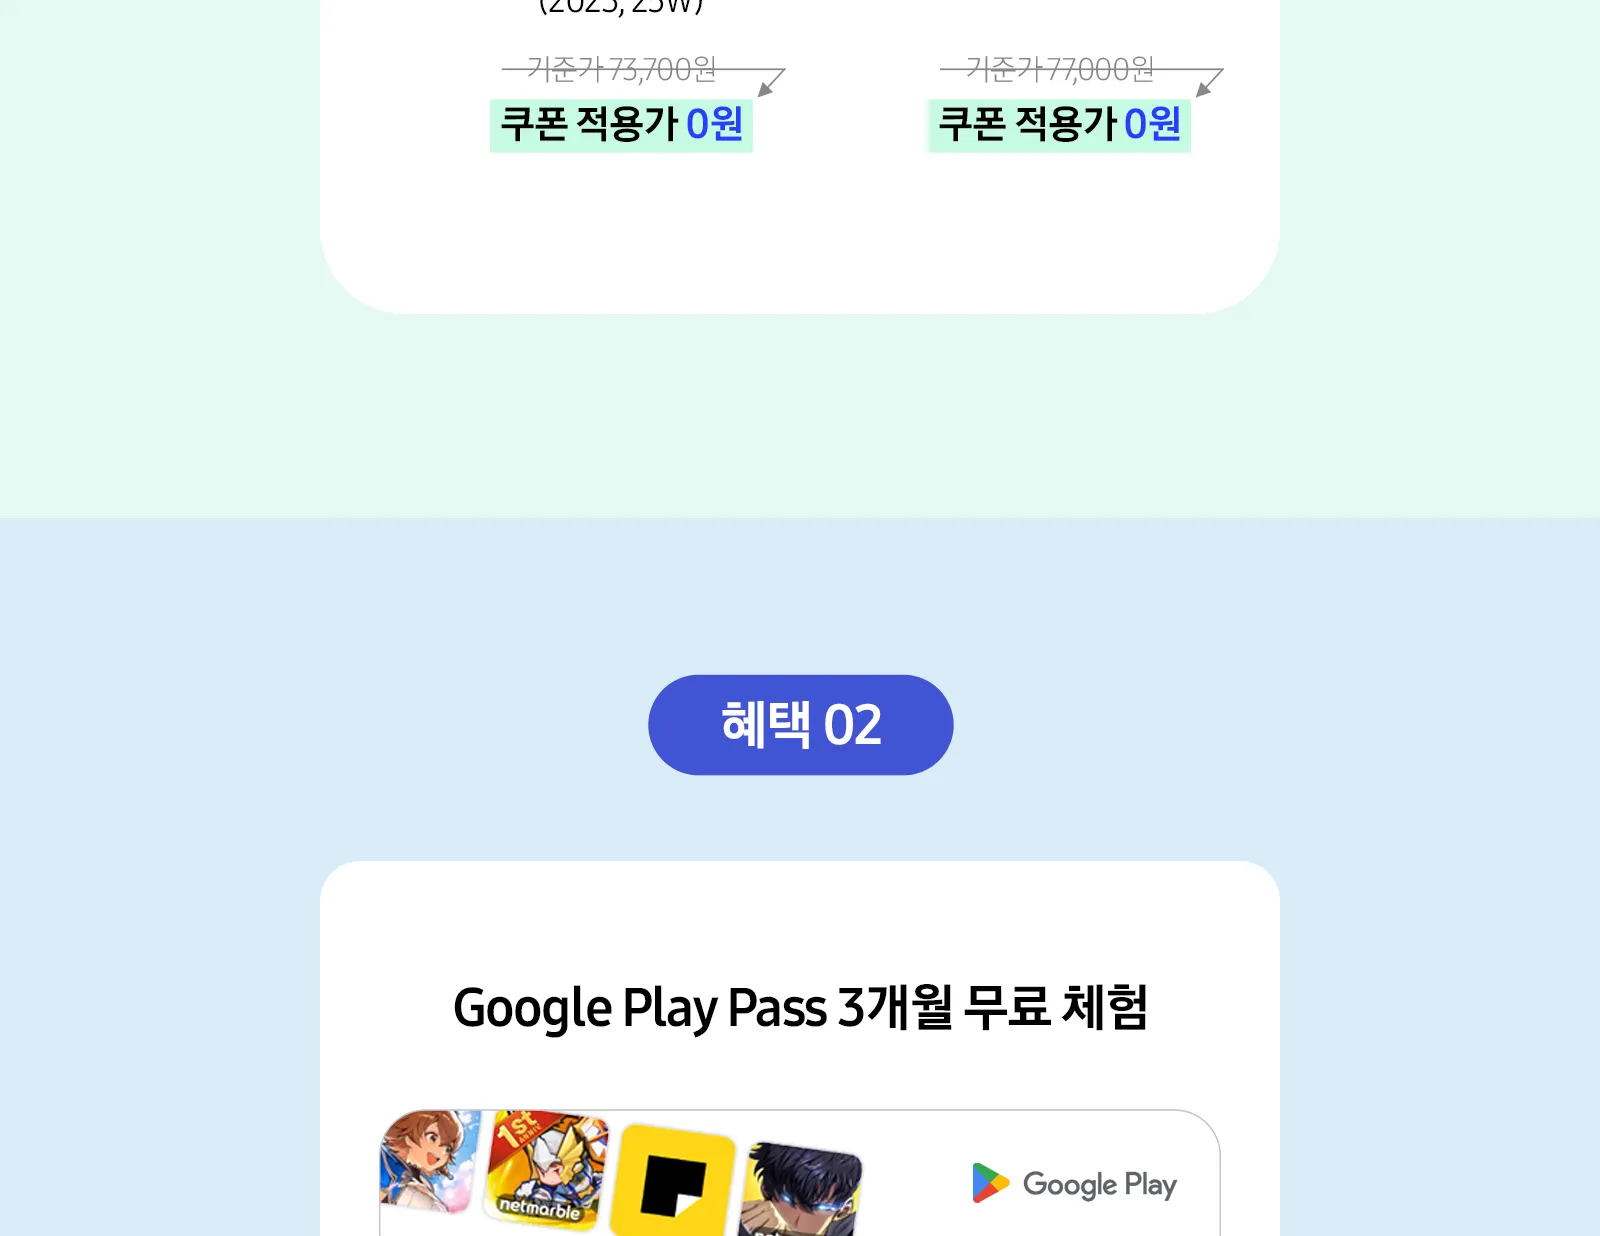 (2023, 25W)
기준가 73,700원
기준가 77,000원
쿠폰 적용가 0원
쿠폰 적용가 0원
혜택 02
Google Play Pass 3개월 무료 체험
1st
ANNIV
netmarble
Google Play